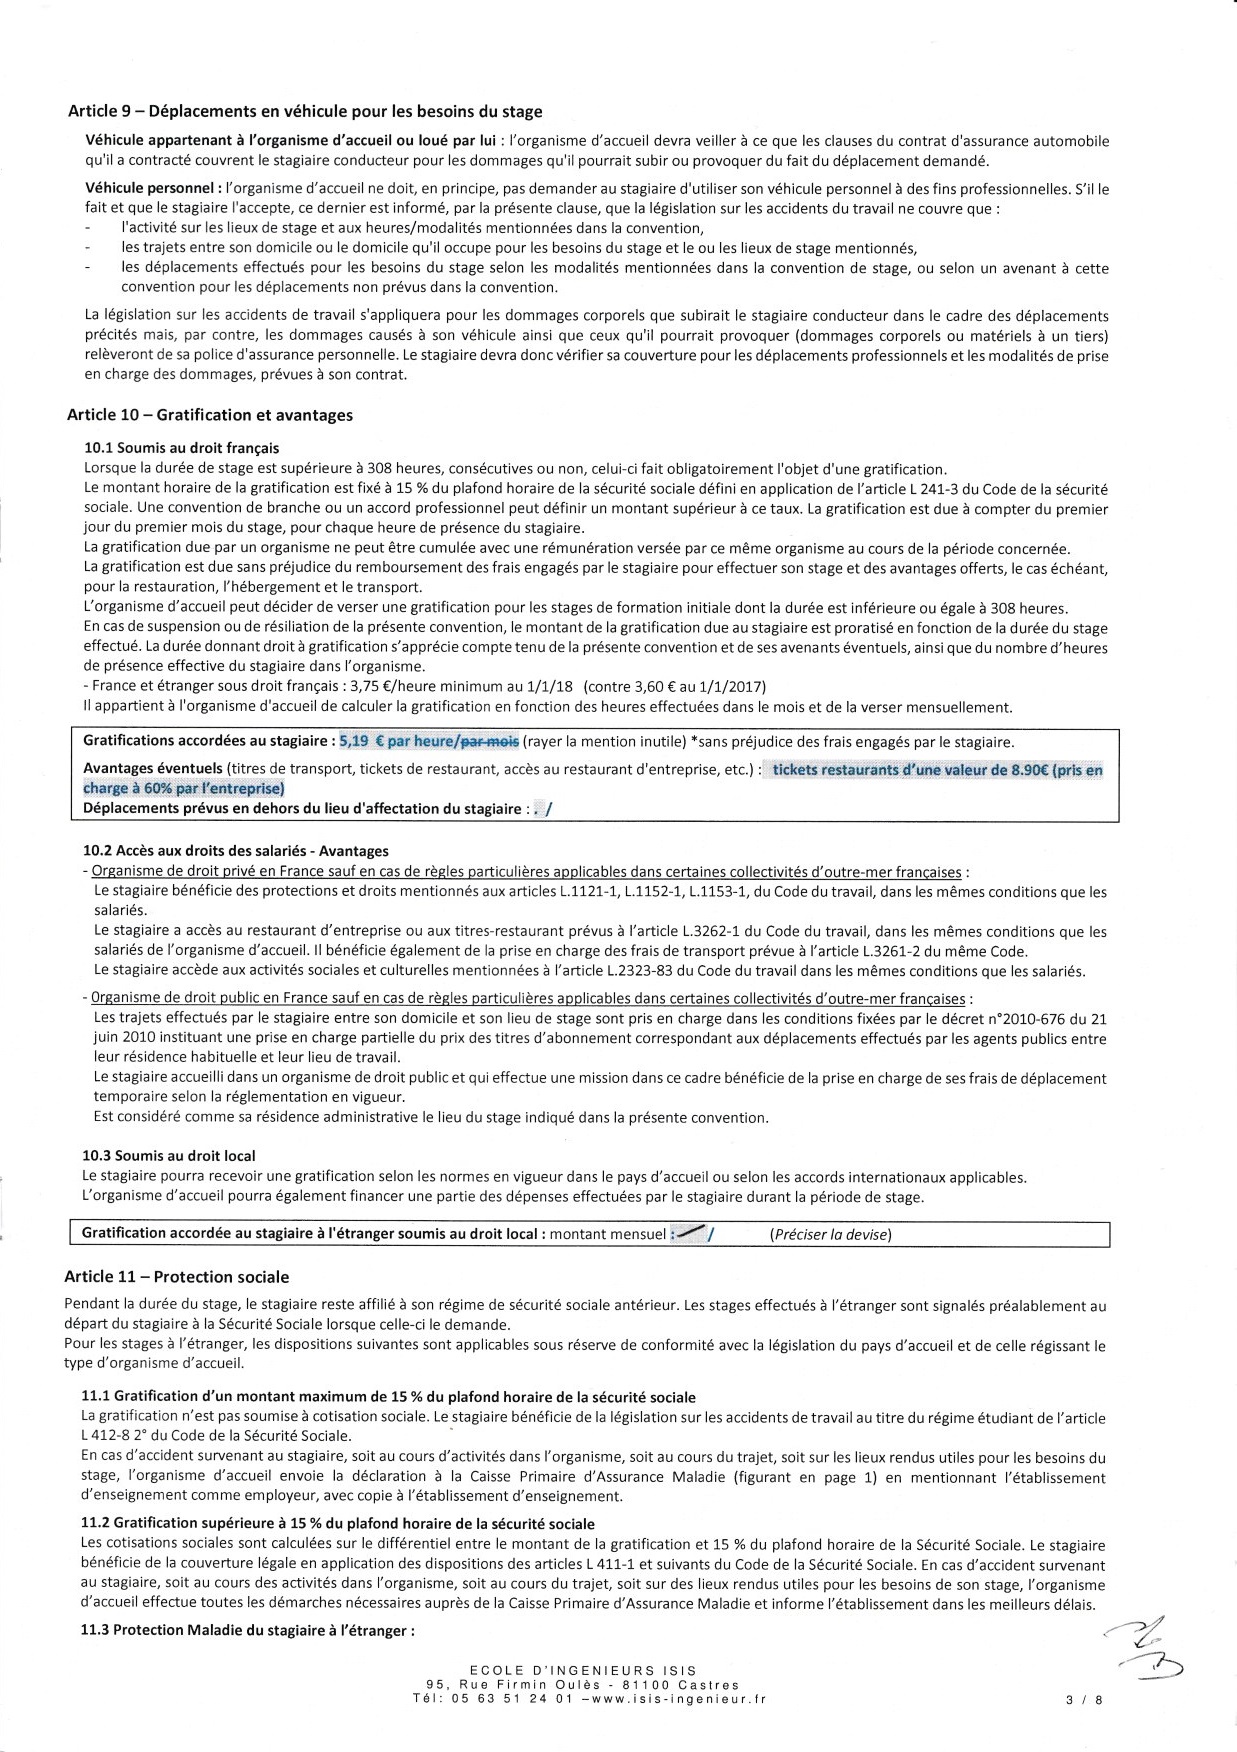 Article 9 – Déplacements en véhicule pour les besoins du stage
Véhicule appartenant à l'organisme d'accueil ou loué par lui : l'organisme d'accueil devra veiller à ce que les clauses du contrat d'assurance automobile
qu'il a contracté couvrent le stagiaire conducteur pour les dommages qu'il pourrait subir ou provoquer du fait du déplacement demandé.
Véhicule personnel : l'organisme d'accueil ne doit, en principe, pas demander au stagiaire d'utiliser son véhicule personnel à des fins professionnelles. S'il le
fait et que le stagiaire l'accepte, ce dernier est informé, par la présente clause, que la législation sur les accidents du travail ne couvre que :
- l'activité sur les lieux de stage et aux heures/modalités mentionnées dans la convention,
- les trajets entre son domicile ou le domicile qu'il occupe pour les besoins du stage et le ou les lieux de stage mentionnés,
- les déplacements effectués pour les besoins du stage selon les modalités mentionnées dans la convention de stage, ou selon un avenant à cette
convention pour les déplacements non prévus dans la convention.
La législation sur les accidents de travail s'appliquera pour les dommages corporels que subirait le stagiaire conducteur dans le cadre des déplacements
précités mais, par contre, les dommages causés à son véhicule ainsi que ceux qu'il pourrait provoquer (dommages corporels ou matériels à un tiers)
relèveront de sa police d'assurance personnelle. Le stagiaire devra donc vérifier sa couverture pour les déplacements professionnels et les modalités de prise
en charge des dommages, prévues à son contrat.
Article 10 – Gratification et avantages
10.1 Soumis au droit français
Lorsque la durée de stage est supérieure à 308 heures, consécutives ou non, celui-ci fait obligatoirement l'objet d'une gratification.
Le montant horaire de la gratification est fixé à 15 % du plafond horaire de la sécurité sociale défini en application de l'article L 241-3 du Code de la sécurité
sociale. Une convention de branche ou un accord professionnel peut définir un montant supérieur à ce taux. La gratification est due à compter du premier
jour du premier mois du stage, pour chaque heure de présence du stagiaire.
La gratification due par un organisme ne peut être cumulée avec une rémunération versée par ce même organisme au cours de la période concernée.
La gratification est due sans préjudice du remboursement des frais engagés par le stagiaire pour effectuer son stage et des avantages offerts, le cas échéant,
pour la restauration, l'hébergement et le transport.
L'organisme d'accueil peut décider de verser une gratification pour les stages de formation initiale dont la durée est inférieure ou égale à 308 heures.
En cas de suspension ou de résiliation de la présente convention, le montant de la gratification due au stagiaire est proratisé en fonction de la durée du stage
effectué. La durée donnant droit à gratification s'apprécie compte tenu de la présente convention et de ses avenants éventuels, ainsi que du nombre d'heures
de présence effective du stagiaire dans l'organisme.
- France et étranger sous droit français : 3,75 €/heure minimum au 1/1/18 (contre 3,60 € au 1/1/2017)
Il appartient à l'organisme d'accueil de calculer la gratification en fonction des heures effectuées dans le mois et de la verser mensuellement.
Gratifications accordées au stagiaire : 5,19 € par heure/par mois (rayer la mention inutile) *sans préjudice des frais engagés par le stagiaire.
Avantages éventuels (titres de transport, tickets de restaurant, accès au restaurant d'entreprise, etc.) : tickets restaurants d'une valeur de 8.90€ (pris en
charge à 60% par l'entreprise)
Déplacements prévus en dehors du lieu d'affectation du stagiaire : . /
10.2 Accès aux droits des salariés - Avantages
- Organisme de droit privé en France sauf en cas de règles particulières applicables dans certaines collectivités d'outre-mer françaises :
Le stagiaire bénéficie des protections et droits mentionnés aux articles L.1121-1, L.1152-1, L.1153-1, du Code du travail, dans les mêmes conditions que les
salariés.
Le stagiaire a accès au restaurant d'entreprise ou aux titres-restaurant prévus à l'article L.3262-1 du Code du travail, dans les mêmes conditions que les
salariés de l'organisme d'accueil. Il bénéficie également de la prise en charge des frais de transport prévue à l'article L.3261-2 du même Code.
Le stagiaire accède aux activités sociales et culturelles mentionnées à l'article L.2323-83 du Code du travail dans les mêmes conditions que les salariés.
- Organisme de droit public en France sauf en cas de règles particulières applicables dans certaines collectivités d'outre-mer françaises :
Les trajets effectués par le stagiaire entre son domicile et son lieu de stage sont pris en charge dans les conditions fixées par le décret n°2010-676 du 21
juin 2010 instituant une prise en charge partielle du prix des titres d'abonnement correspondant aux déplacements effectués par les agents publics entre
leur résidence habituelle et leur lieu de travail.
Le stagiaire accueilli dans un organisme de droit public et qui effectue une mission dans ce cadre bénéficie de la prise en charge de ses frais de déplacement
temporaire selon la réglementation en vigueur.
Est considéré comme sa résidence administrative le lieu du stage indiqué dans la présente convention.
10.3 Soumis au droit local
Le stagiaire pourra recevoir une gratification selon les normes en vigueur dans le pays d'accueil ou selon les accords internationaux applicables.
L'organisme d'accueil pourra également financer une partie des dépenses effectuées par le stagiaire durant la période de stage.
Gratification accordée au stagiaire à l'étranger soumis au droit local : montant mensuel : / (Préciser la devise)
Article 11 – Protection sociale
Pendant la durée du stage, le stagiaire reste affilié à son régime de sécurité sociale antérieur. Les stages effectués à l'étranger sont signalés préalablement au
départ du stagiaire à la Sécurité Sociale lorsque celle-ci le demande.
Pour les stages à l'étranger, les dispositions suivantes sont applicables sous réserve de conformité avec la législation du pays d'accueil et de celle régissant le
type d'organisme d'accueil.
11.1 Gratification d'un montant maximum de 15 % du plafond horaire de la sécurité sociale
La gratification n'est pas soumise à cotisation sociale. Le stagiaire bénéficie de la législation sur les accidents de travail au titre du régime étudiant de l'article
L 412-8 2° du Code de la Sécurité Sociale.
En cas d'accident survenant au stagiaire, soit au cours d'activités dans l'organisme, soit au cours du trajet, soit sur les lieux rendus utiles pour les besoins du
stage, l'organisme d'accueil envoie la déclaration à la Caisse Primaire d'Assurance Maladie (figurant en page 1) en mentionnant l'établissement
d'enseignement comme employeur, avec copie à l'établissement d'enseignement.
11.2 Gratification supérieure à 15 % du plafond horaire de la sécurité sociale
Les cotisations sociales sont calculées sur le différentiel entre le montant de la gratification et 15 % du plafond horaire de la Sécurité Sociale. Le stagiaire
bénéficie de la couverture légale en application des dispositions des articles L 411-1 et suivants du Code de la Sécurité Sociale. En cas d'accident survenant
au stagiaire, soit au cours des activités dans l'organisme, soit au cours du trajet, soit sur des lieux rendus utiles pour les besoins de son stage, l'organisme
d'accueil effectue toutes les démarches nécessaires auprès de la Caisse Primaire d'Assurance Maladie et informe l'établissement dans les meilleurs délais.
11.3 Protection Maladie du stagiaire à l'étranger :
ECOLE D'INGENIEURS ISIS
95, Rue Firmin Oulès - 81100 Castres
Tél: 05 63 51 24 01 –www.isis-ingenieur.fr
3 / 8